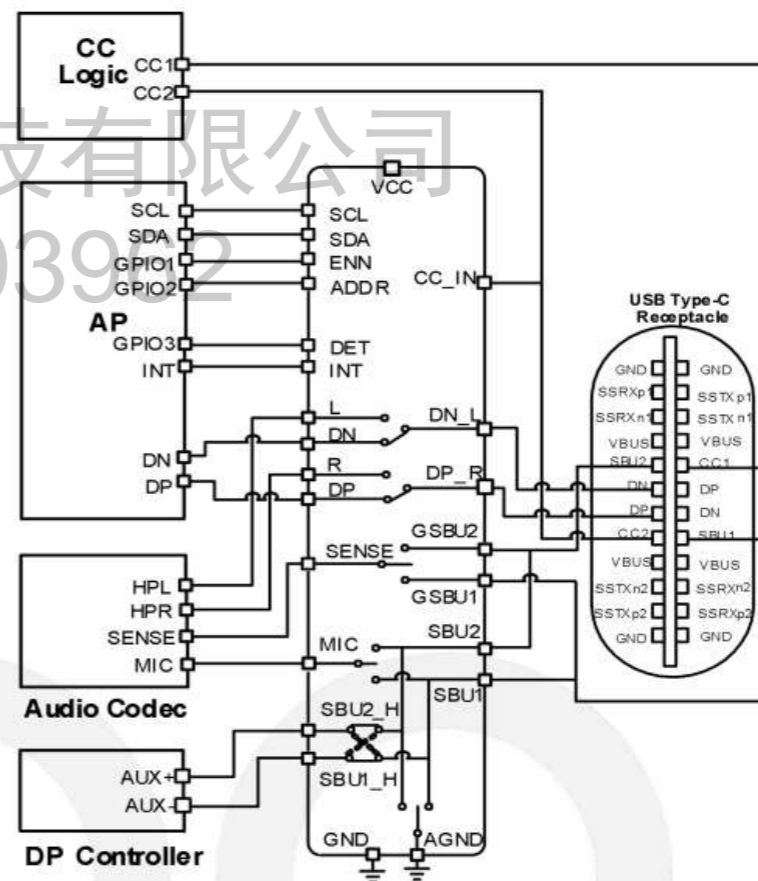 CC
Logic
CC1
CC2
技有限公司
93962
VCC
SCL
SDA
GPIO1
GPIO2
AP
GPIO3
INT
DN
DP
SCL
SDA
ENN
ADDR
DET
INT
L
DN
R
DP
SENSE
MIC
SBU2_H
SBU1_H
GND
CC_IN
DN_L
DP_R
GSBU2
GSBU1
SBU2
SBU1
AGND
HPL
HPR
SENSE
MIC
Audio Codec
AUX+
AUX-
DP Controller
USB Type-C
Receptacle
GND GND
SSRXp1 SSTXp1
SSRXn1 SSTXn1
VBUS VBUS
SBU2 CC1
DN DP
DP DN
CC2 SBU1
VBUS VBUS
SSTXn2 SSRXn2
SSTXp2 SSRXp2
GND GND